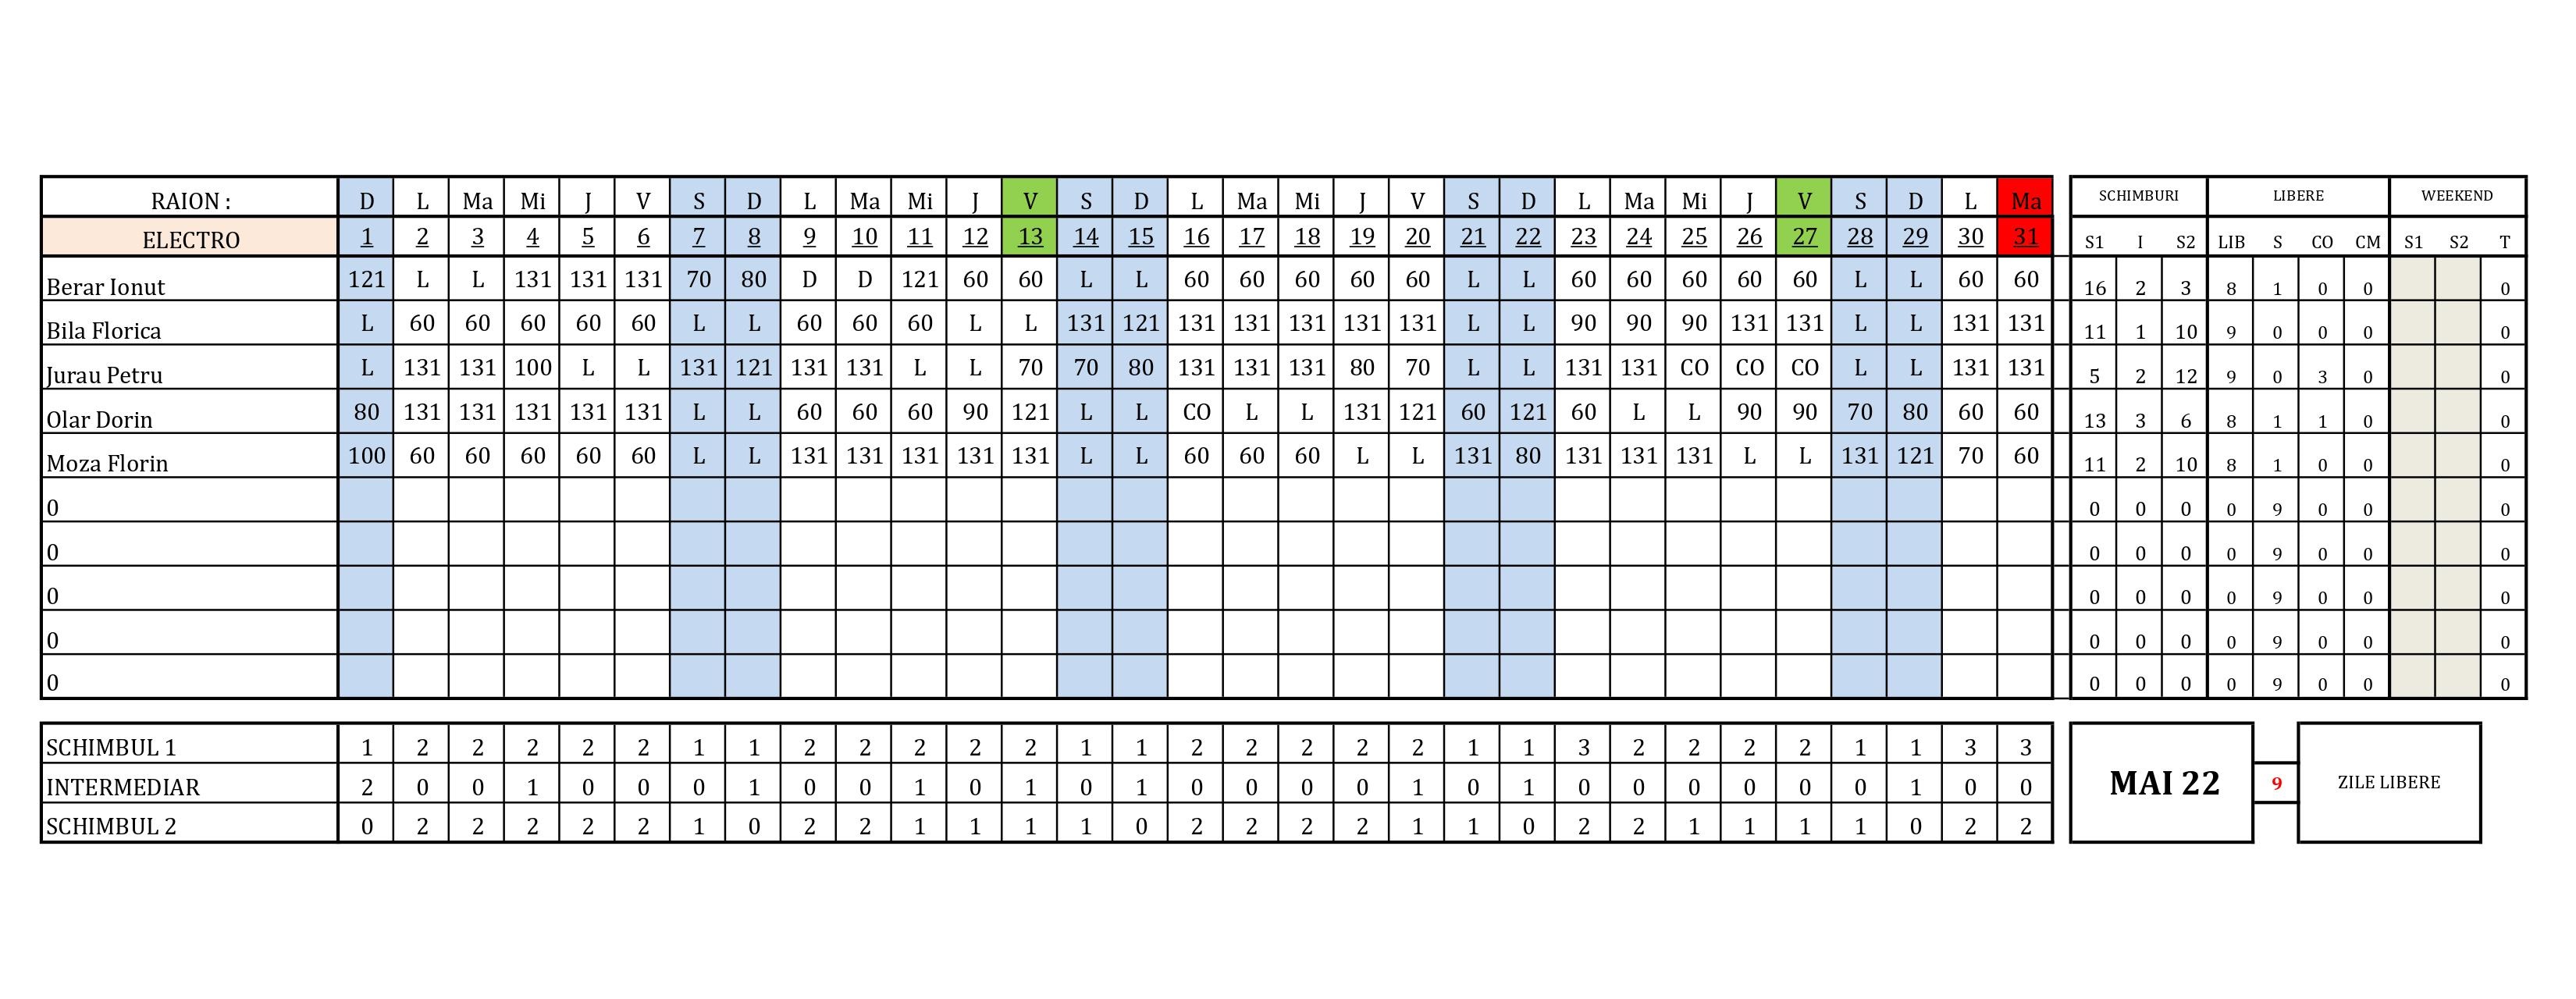 RAION : D L Ma Mi J V S D L Ma Mi J V S D L Ma Mi J V S D L Ma Mi J V S D L Ma SCHIMBURI LIBERE WEEKEND
ELECTRO 1 2 3 4 5 6 7 8 9 10 11 12 13 14 15 16 17 18 19 20 21 22 23 24 25 26 27 28 29 30 31 S1 I S2 LIB S CO CM S1 S2 T
Berar Ionut 121 L L 131 131 131 70 80 D D 121 60 60 L L 60 60 60 60 60 L L 60 60 60 60 60 L L 60 60 16 2 3 8 1 0 0 0
Bila Florica L 60 60 60 60 60 L L 60 60 60 L L 131 121 131 131 131 131 131 L L 90 90 90 131 131 L L 131 131 11 1 10 9 0 0 0 0
Jurau Petru L 131 131 100 L L 131 121 131 131 L L 70 70 80 131 131 131 80 70 L L 131 131 CO CO CO L L 131 131 5 2 12 9 0 3 0 0
Olar Dorin 80 131 131 131 131 131 L L 60 60 60 90 121 L L CO L L 131 121 60 121 60 L L 90 90 70 80 60 60 13 3 6 8 1 1 0 0
Moza Florin 100 60 60 60 60 60 L L 131 131 131 131 131 L L 60 60 60 L L 131 80 131 131 131 L L 131 121 70 60 11 2 10 8 1 0 0 0
0 0 0 0 0 9 0 0 0
0 0 0 0 0 9 0 0 0
0 0 0 0 0 9 0 0 0
0 0 0 0 0 9 0 0 0
0 0 0 0 0 9 0 0 0
SCHIMBUL 1 1 2 2 2 2 2 1 1 2 2 2 2 2 1 1 2 2 2 2 2 1 1 3 2 2 2 2 1 1 3 3
INTERMEDIAR 2 0 0 1 0 0 0 1 0 0 1 0 1 0 1 0 0 0 0 1 0 1 0 0 0 0 0 0 1 0 0
SCHIMBUL 2 0 2 2 2 2 2 1 0 2 2 1 1 1 1 0 2 2 2 2 1 1 0 2 2 1 1 1 1 0 2 2
MAI 22 9 ZILE LIBERE